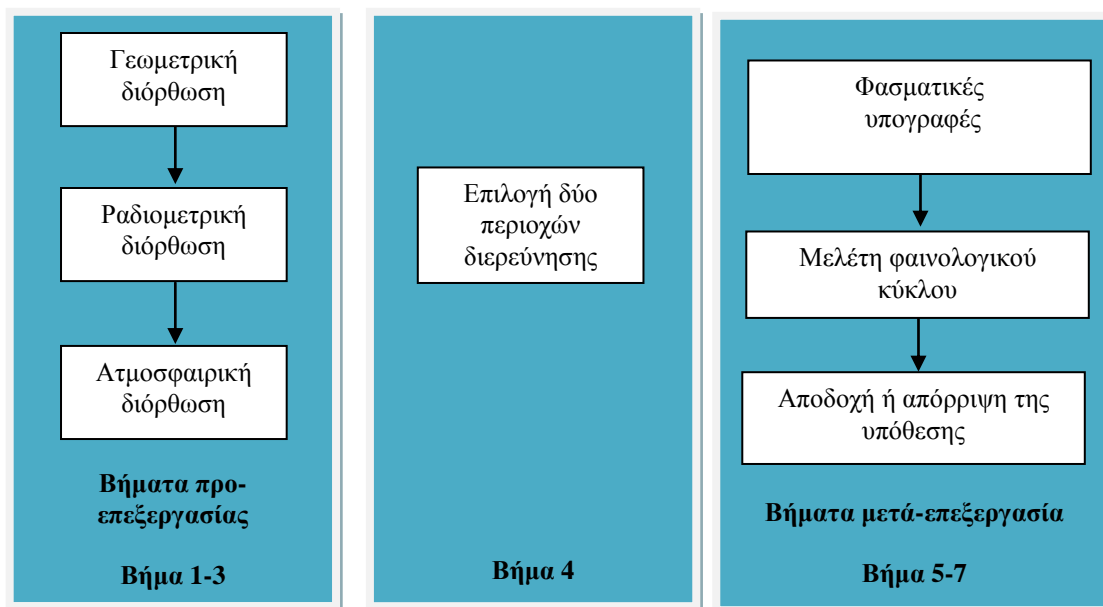 Γεωμετρική
διόρθωση
Ραδιομετρική
διόρθωση
Ατμοσφαιρική
διόρθωση
Βήματα προ-
επεξεργασίας
Βήμα 1-3
Επιλογή δύο
περιοχών
διερεύνησης
Βήμα 4
Φασματικές
υπογραφές
Μελέτη φαινολογικού
κύκλου
Αποδοχή ή απόρριψη της
υπόθεσης
Βήματα μετά-επεξεργασία
Βήμα 5-7